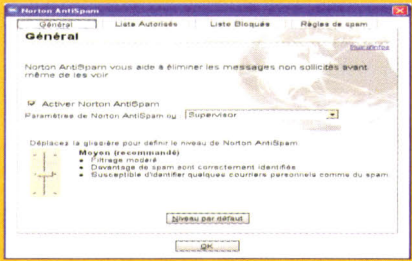 Norton AntiSpam
Général Liste Autorisés Liste Bloqués Règles de spam
Général
Norton AntiSpam vous aide à éliminer les messages non sollicités avant
même de les voir
Activer Norton AntiSpam
Paramètres de Norton AntiSpam Supervisor
Déplacez la glissière pour définir le niveau de Norton AntiSpam
Moyen (recommandé)
Filtrage modéré
Davantage de spam sont correctement identifiés
Susceptible d'identifier quelques courriers personnels comme du spam
Niveau par défaut
OK